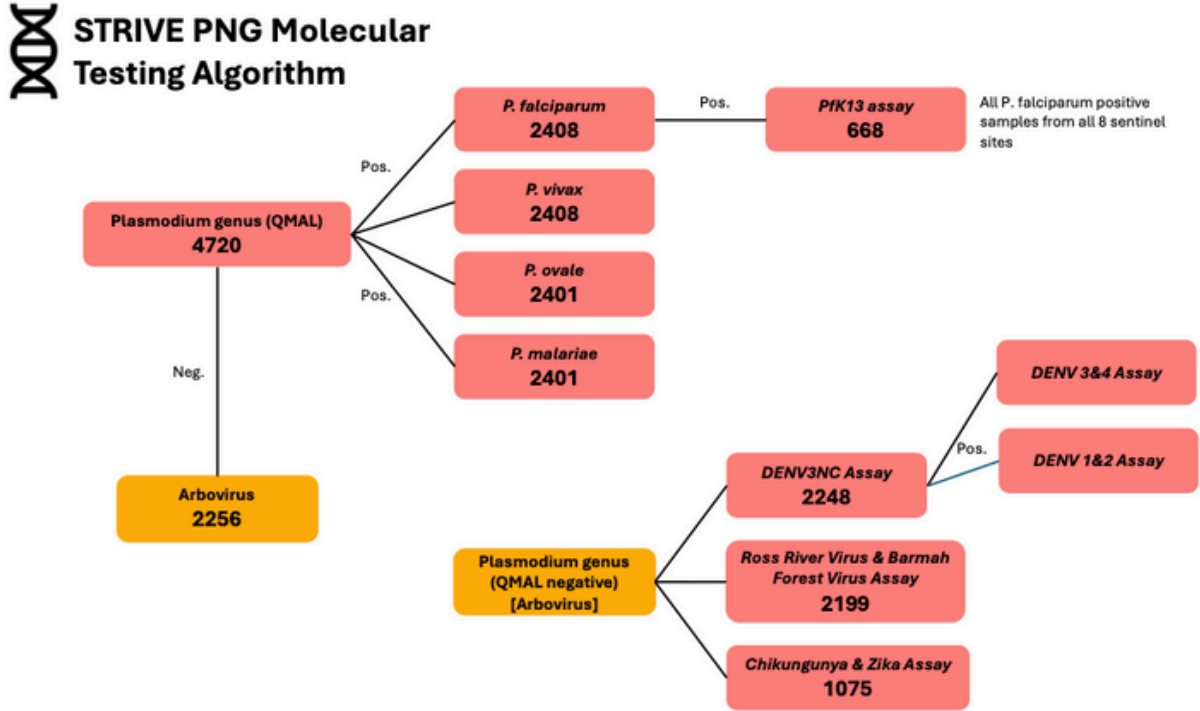 STRIVE PNG Molecular
Testing Algorithm
P. falciparum
2408
Pos.
PfK13 assay
668
All P. falciparum positive
samples from all 8 sentinel
sites
Pos.
P. vivax
2408
Plasmodium genus (QMAL)
4720
P. ovale
2401
Pos.
P. malariae
2401
Neg.
DENV 3&4 Assay
Pos.
DENV 1&2 Assay
DENV3NC Assay
2248
Arbovirus
2256
Plasmodium genus
(QMAL negative)
[Arbovirus]
Ross River Virus & Barmah
Forest Virus Assay
2199
Chikungunya & Zika Assay
1075